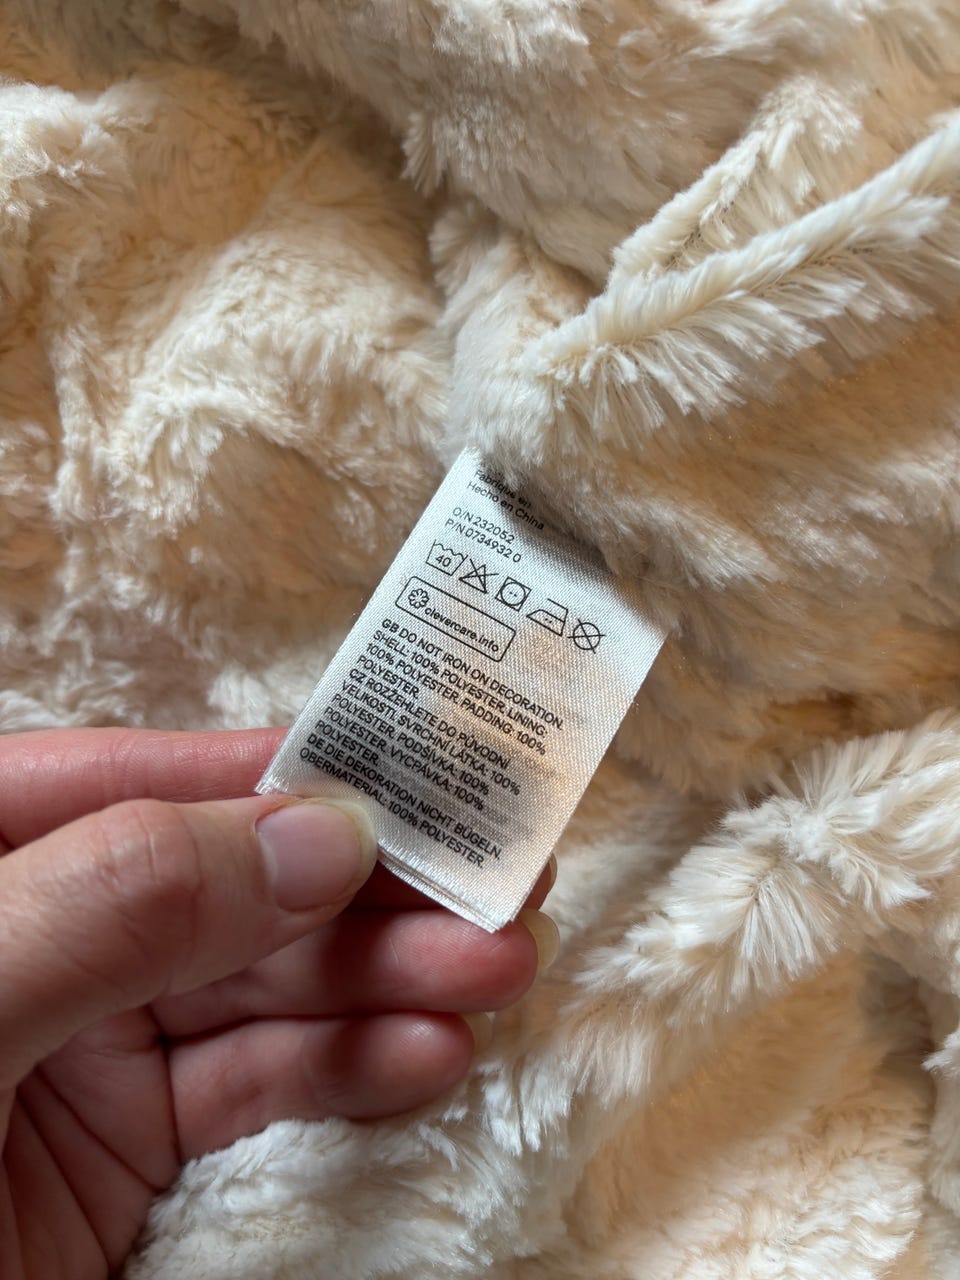 Fabriqué en
Hecho en China
O/N 232052
P/N 0734932 0
40
clevercare.info
GB DO NOT IRON ON DECORATION.
SHELL: 100% POLYESTER. LINING:
100% POLYESTER. PADDING: 100%
POLYESTER.
CZ ROZŽEHLETE DO PŮVODNÍ
VELIKOSTI. SVRCHNÍ LÁTKA. 100%
POLYESTER. PODŠÍVKA. 100%
POLYESTER. VYCPÁVKA. 100%
POLYESTER.
DE DIE DEKORATION NICHT BÜGELN.
OBERMATERIAL: 100% POLYESTER.